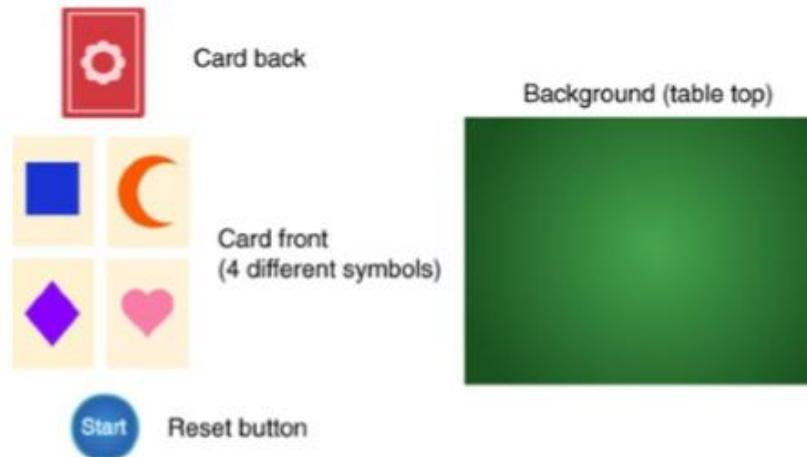 Card back
Background (table top)
Card front
(4 different symbols)
Start
Reset button